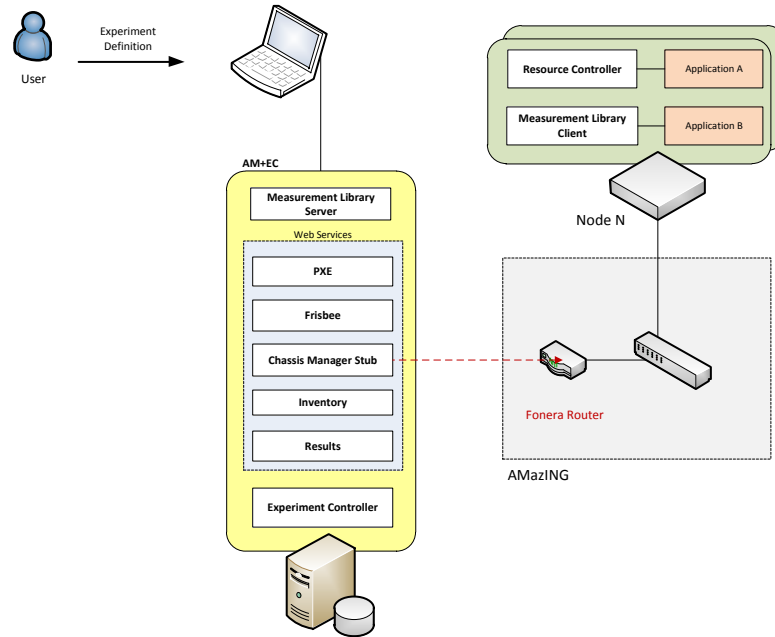 Experiment
Definition
User
AM+EC
Measurement Library
Server
Web Services
PXE
Frisbee
Chassis Manager Stub
Inventory
Results
Experiment Controller
Resource Controller
Application A
Measurement Library
Client
Application B
Node N
Fonera Router
AMazING